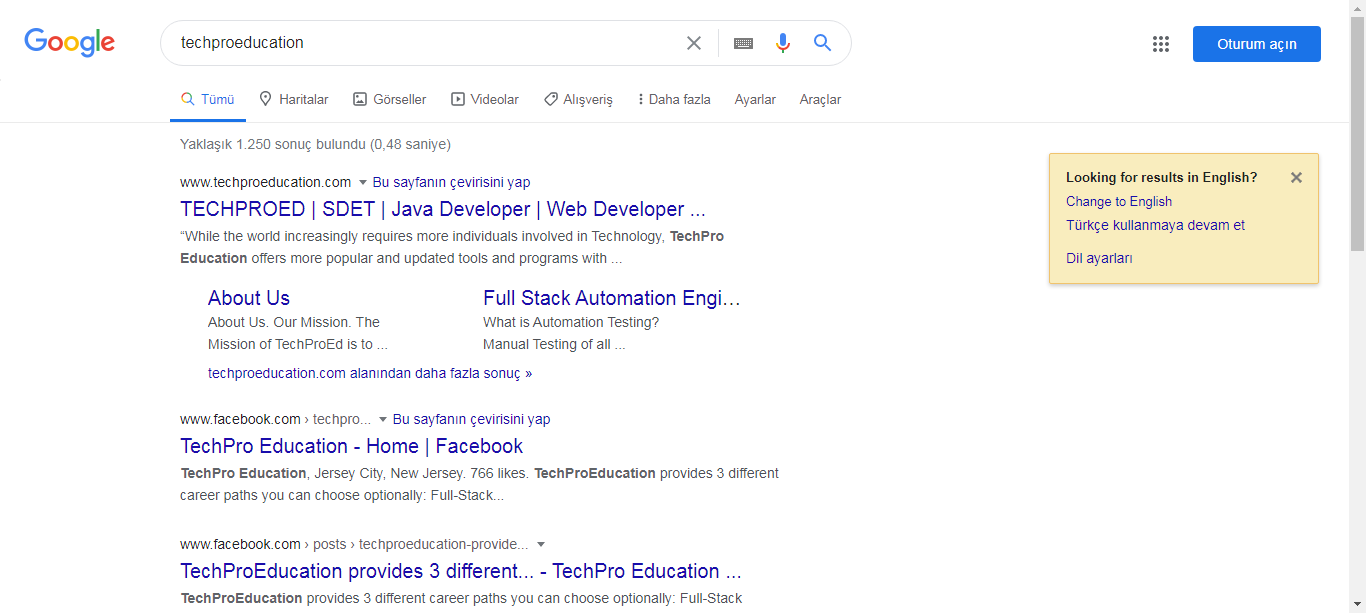 Google
techproeducation
Oturum açın
Tümü Haritalar Görseller Videolar Alışveriş Daha fazla Ayarlar Araçlar
Yaklaşık 1.250 sonuç bulundu (0,48 saniye)
www.techproeducation.com Bu sayfanın çevirisini yap
TECHPROED | SDET | Java Developer | Web Developer ...
“While the world increasingly requires more individuals involved in Technology, TechPro
Education offers more popular and updated tools and programs with ...
About Us
About Us. Our Mission. The
Mission of TechProEd is to ...
Full Stack Automation Engi…
What is Automation Testing?
Manual Testing of all ...
techproeducation.com alanından daha fazla sonuç »
www.facebook.com › techpro... Bu sayfanın çevirisini yap
TechPro Education - Home | Facebook
TechPro Education, Jersey City, New Jersey. 766 likes. TechProEducation provides 3 different
career paths you can choose optionally: Full-Stack...
www.facebook.com › posts › techproeducation-provide...
TechProEducation provides 3 different... - TechPro Education ...
TechProEducation provides 3 different career paths you can choose optionally: Full-Stack
Looking for results in English?
Change to English
Türkçe kullanmaya devam et
Dil ayarları